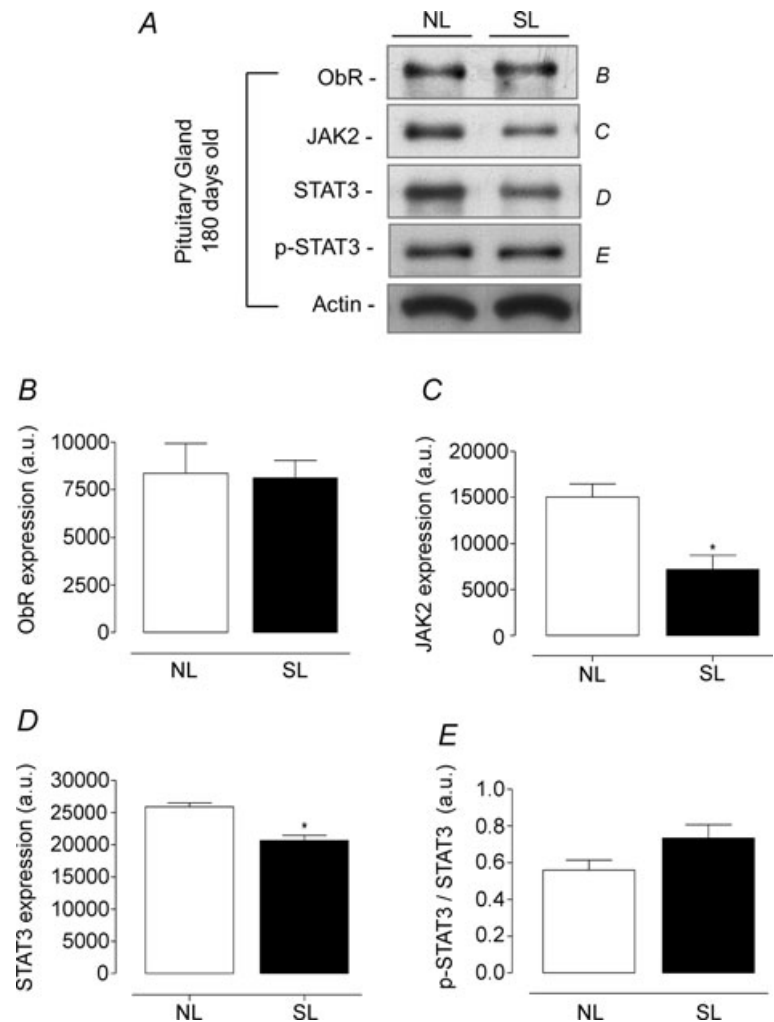 A
NL SL
ObR -
B
JAK2 -
C
STAT3 -
D
p-STAT3 -
E
Actin -
Pituitary Gland
180 days old
B
ObR expression (a.u.)
10000
7500
5000
2500
0
NL SL
C
JAK2 expression (a.u.)
20000
15000
10000
5000
0
*
NL SL
D
STAT3 expression (a.u.)
30000
25000
20000
15000
10000
5000
0
*
NL SL
E
p-STAT3 / STAT3 (a.u.)
1.0
0.8
0.6
0.4
0.2
0.0
NL SL